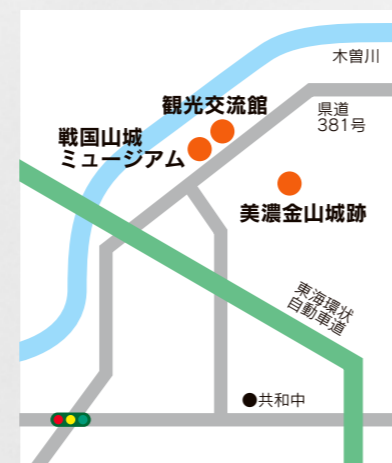 木曽川
観光交流館
県道
381号
戦国山城
ミュージアム
美濃金山城跡
東海環状
自動車道
●共和中